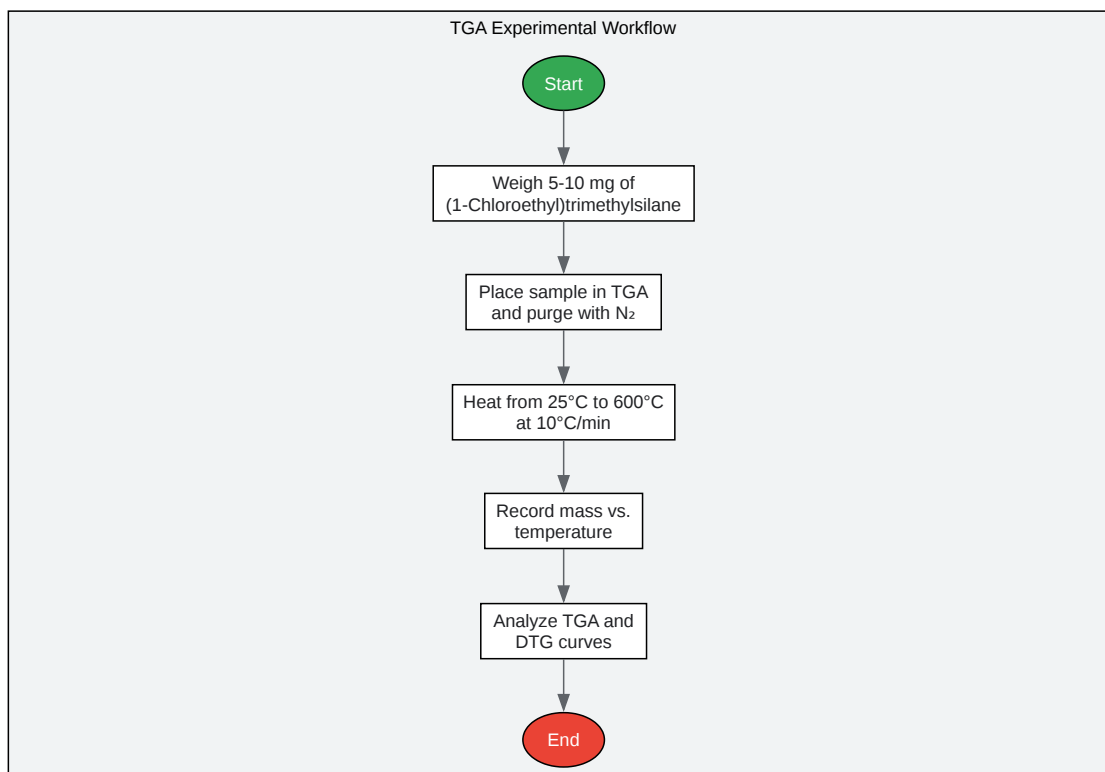 TGA Experimental Workflow
Start
Weigh 5-10 mg of
(1-Chloroethyl)trimethylsilane
Place sample in TGA
and purge with N₂
Heat from 25°C to 600°C
at 10°C/min
Record mass vs.
temperature
Analyze TGA and
DTG curves
End